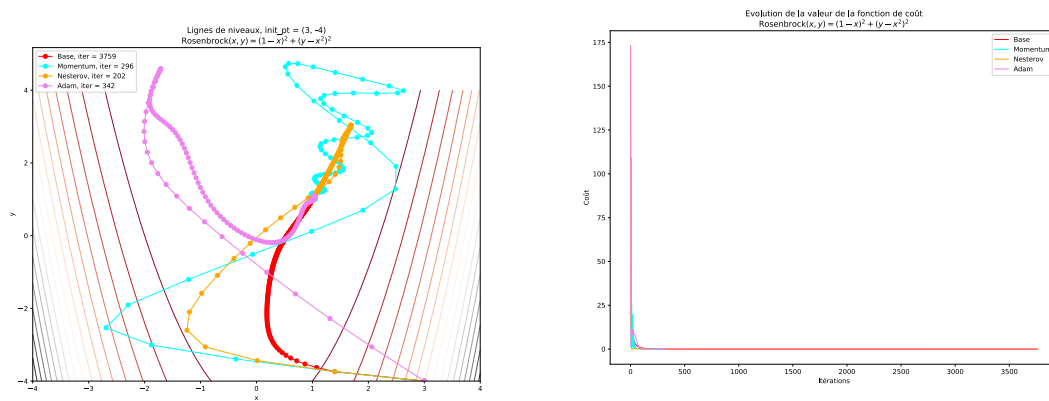 Lignes de niveaux, init_pt = (3, -4)
Rosenbrock(x, y) = (1 − x)² + (y − x²)²
Base, iter = 3759
Momentum, iter = 296
Nesterov, iter = 202
Adam, iter = 342
4
2
0
−2
−4
y
−4
−3
−2
−1
0
1
2
3
4
x
Evolution de la valeur de la fonction de coût
Rosenbrock(x, y) = (1 − x)² + (y − x²)²
Base
Momentum
Nesterov
Adam
175
150
125
100
75
50
25
0
Coût
0
500
1000
1500
2000
2500
3000
3500
Itérations